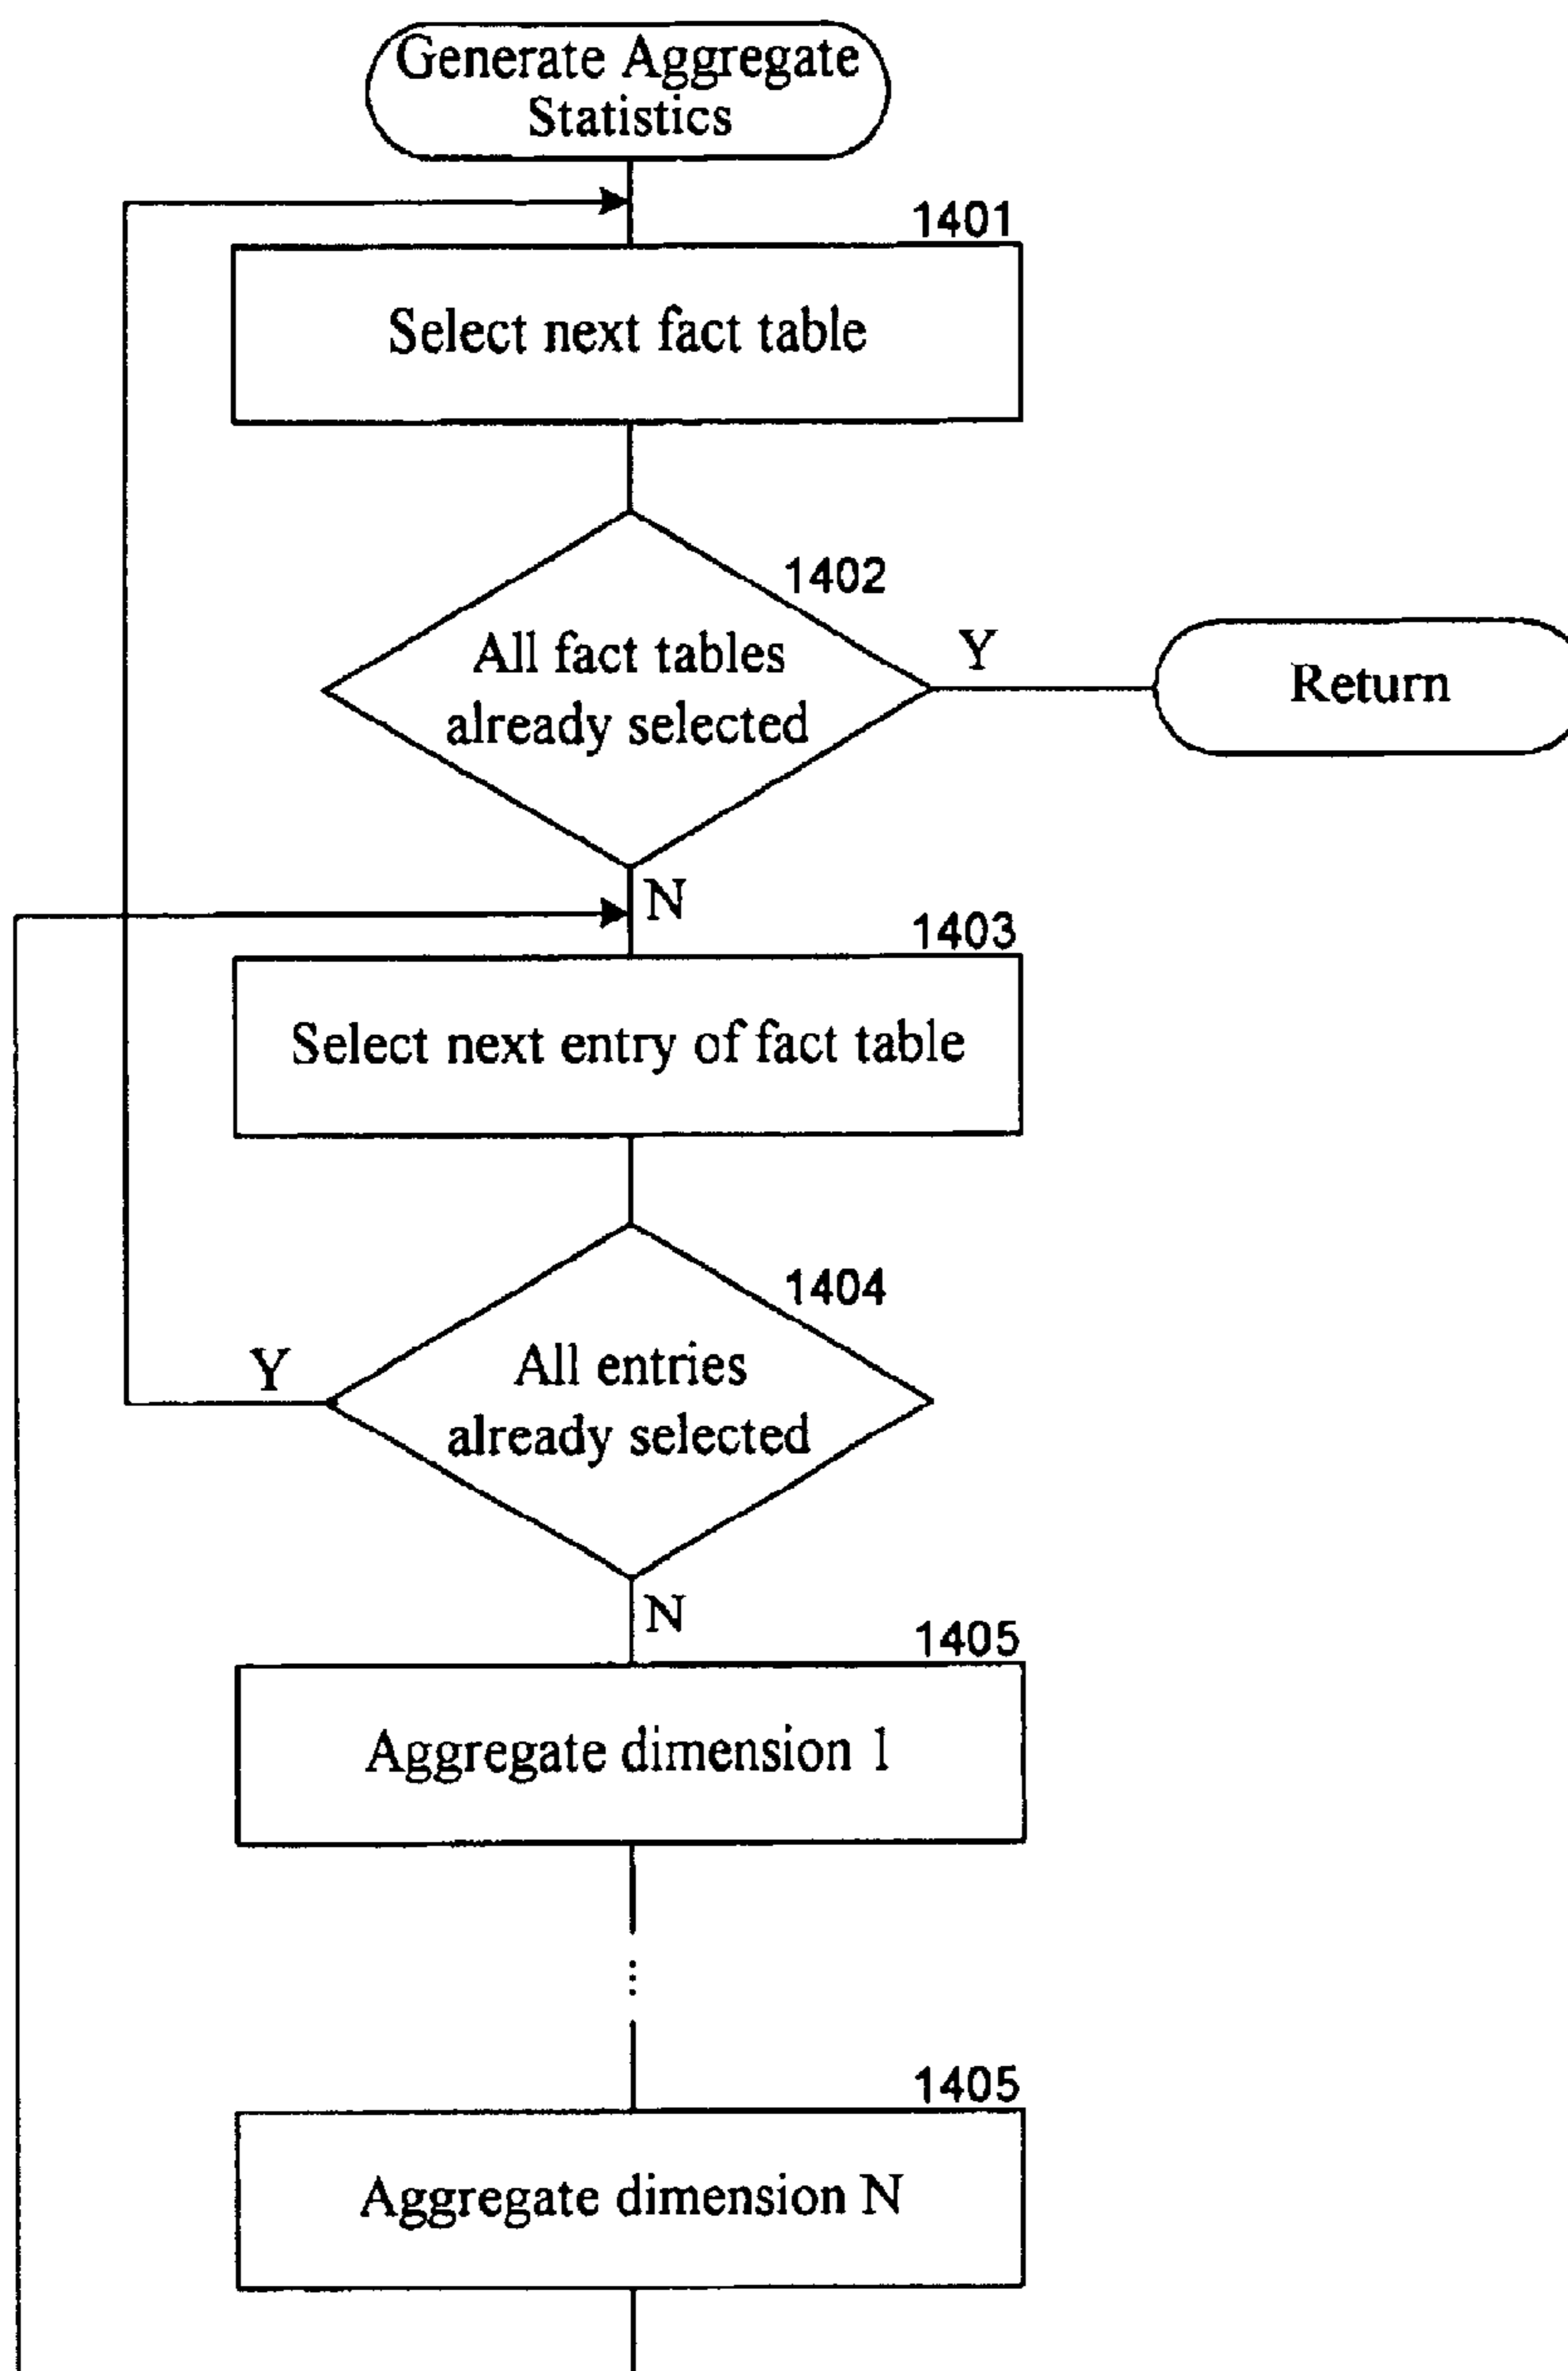 Generate Aggregate
Statistics
1401
Select next fact table
1402
All fact tables
already selected
Y
Return
N
1403
Select next entry of fact table
1404
Y
All entries
already selected
N
1405
Aggregate dimension 1
⋮
1405
Aggregate dimension N